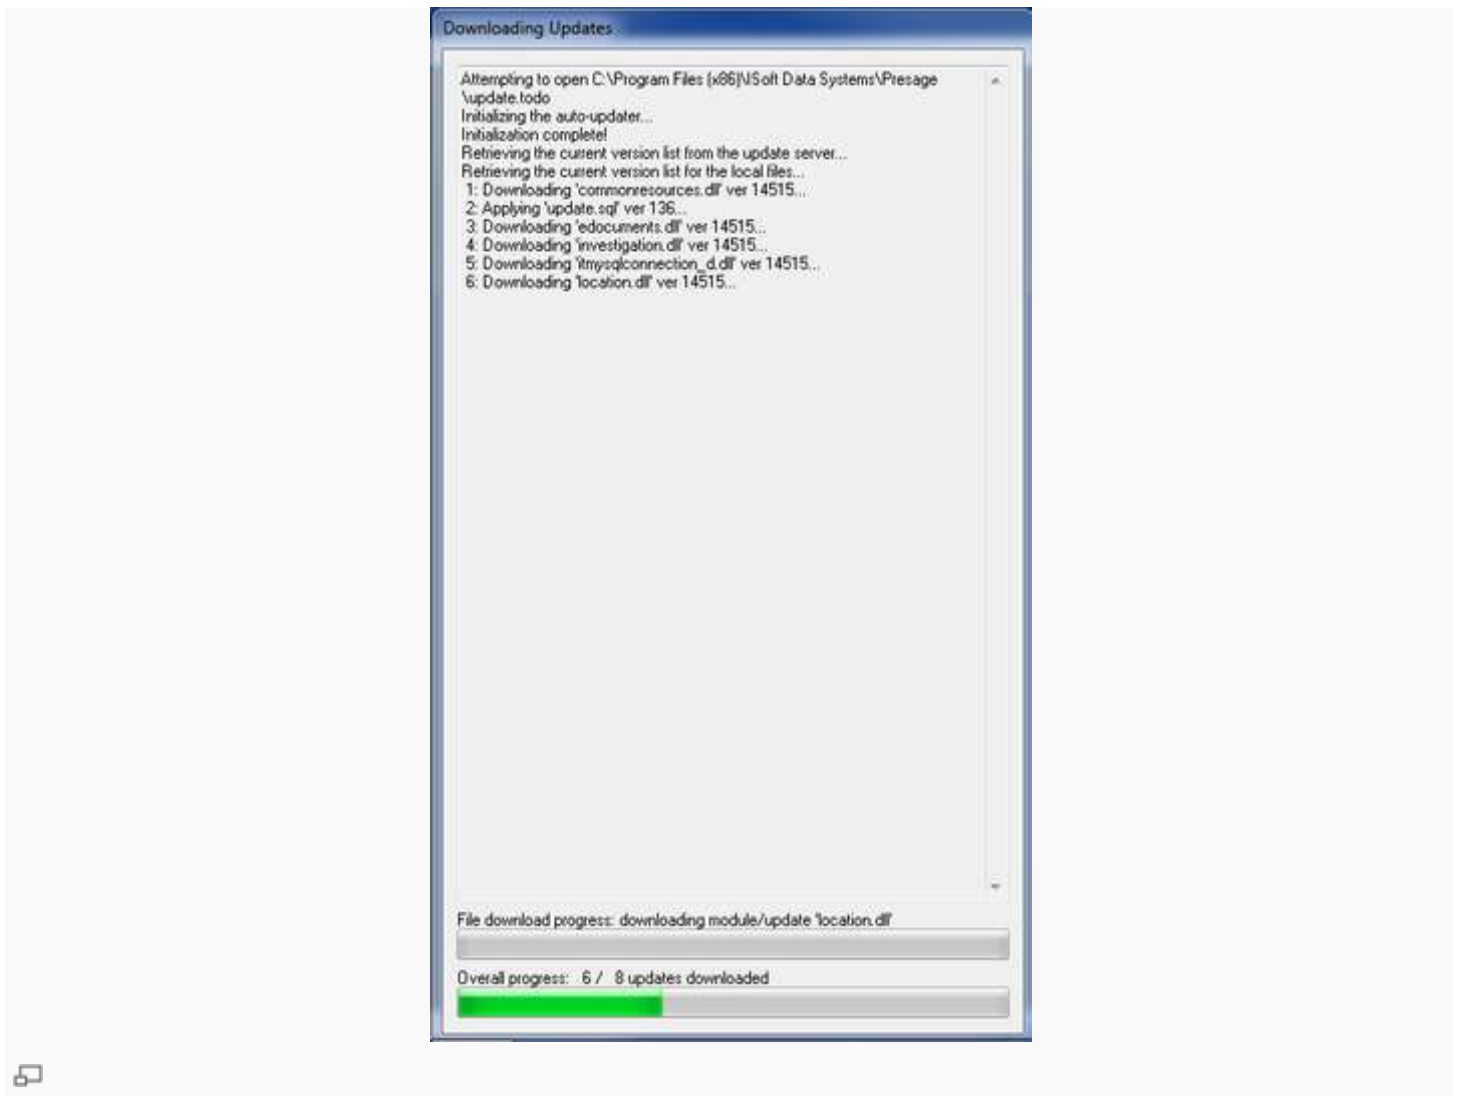 Downloading Updates
Attempting to open C:\Program Files (x86)\ISoft Data Systems\Presage
\update.todo
Initializing the auto-updater...
Initialization complete!
Retrieving the current version list from the update server...
Retrieving the current version list for the local files...
1: Downloading 'commonresources.dll' ver 14515...
2: Applying 'update.sql' ver 136...
3: Downloading 'edocuments.dll' ver 14515...
4: Downloading 'investigation.dll' ver 14515...
5: Downloading 'itmysqlconnection_d.dll' ver 14515...
6: Downloading 'location.dll' ver 14515...
File download progress: downloading module/update 'location.dll'
Overall progress: 6 / 8 updates downloaded